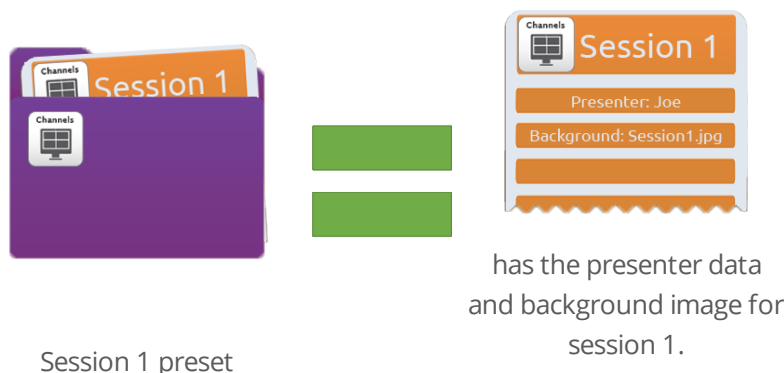 Channels
Session 1
Channels
Session 1 preset
Channels
Session 1
Presenter: Joe
Background: Session1.jpg
has the presenter data
and background image for
session 1.